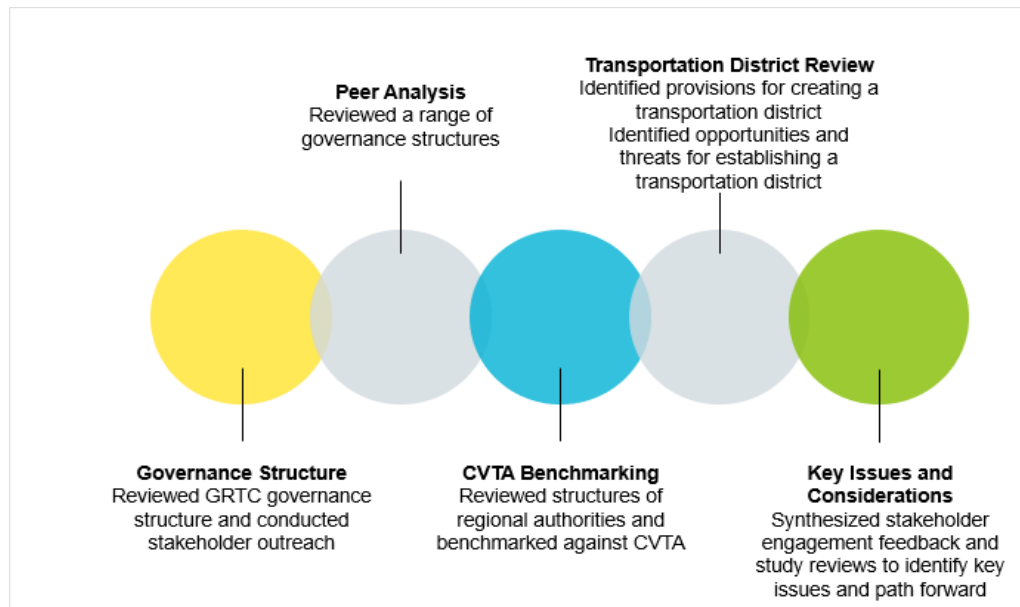 Peer Analysis
Reviewed a range of
governance structures
Transportation District Review
Identified provisions for creating a
transportation district
Identified opportunities and
threats for establishing a
transportation district
Governance Structure
Reviewed GRTC governance
structure and conducted
stakeholder outreach
CVTA Benchmarking
Reviewed structures of
regional authorities and
benchmarked against CVTA
Key Issues and
Considerations
Synthesized stakeholder
engagement feedback and
study reviews to identify key
issues and path forward